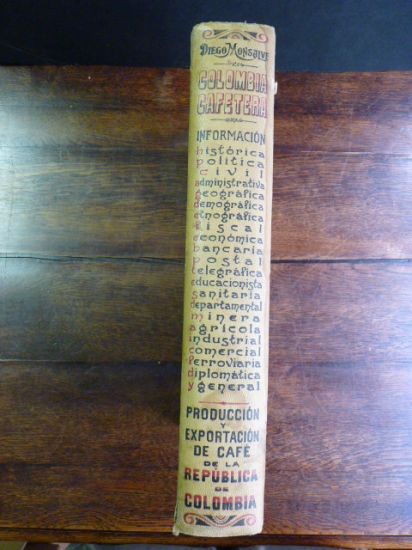 DIEGO MONSALVE
COLOMBIA
CAFETERA
INFORMACIÓN
histórica
política
civil
administrativa
geográfica
demográfica
etnográfica
fiscal
económica
bancaria
postal
telegráfica
educacionista
sanitaria
departamental
minera
agrícola
industrial
comercial
ferroviaria
diplomática
y general
PRODUCCIÓN
Y
EXPORTACIÓN
DE CAFÉ
DE LA
REPÚBLICA
DE
COLOMBIA